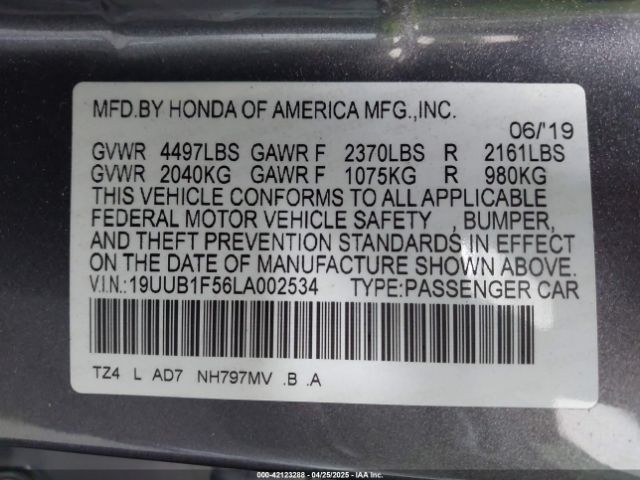 MFD.BY HONDA OF AMERICA MFG.,INC.
06/'19
GVWR 4497LBS GAWR F 2370LBS R 2161LBS
GVWR 2040KG GAWR F 1075KG R 980KG
THIS VEHICLE CONFORMS TO ALL APPLICABLE
FEDERAL MOTOR VEHICLE SAFETY , BUMPER,
AND THEFT PREVENTION STANDARDS IN EFFECT
ON THE DATE OF MANUFACTURE SHOWN ABOVE.
V.I.N.:19UUB1F56LA002534 TYPE:PASSENGER CAR
TZ4 L AD7 NH797MV .B .A
000-42123288 - 04/25/2025 - IAAI.COM